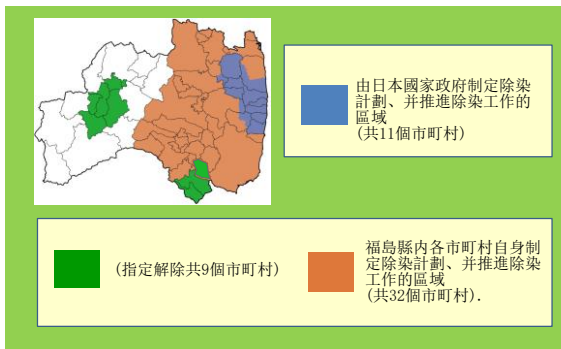 由日本國家政府制定除染
計劃、并推進除染工作的
區域
(共11個市町村)
(指定解除共9個市町村)
福島縣内各市町村自身制
定除染計劃、并推進除染
工作的區域
(共32個市町村).